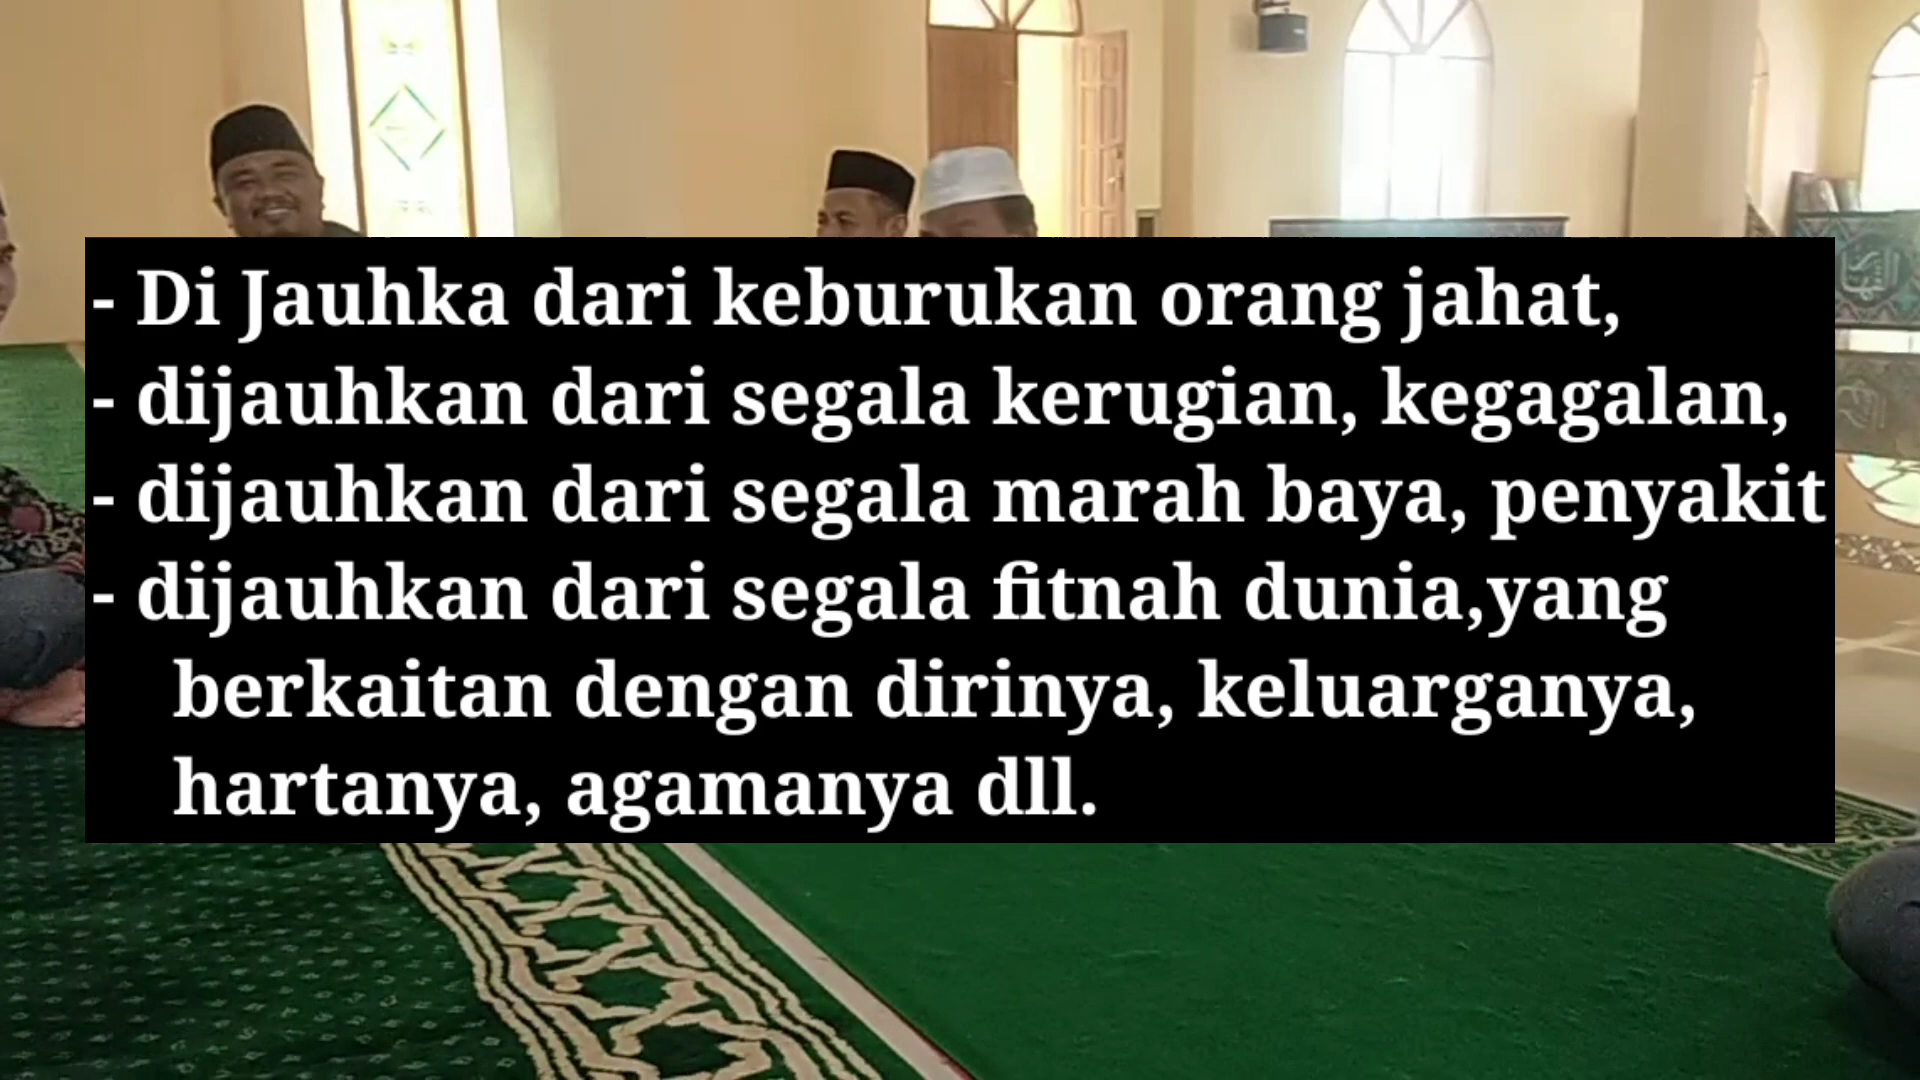 - Di Jauhka dari keburukan orang jahat,
- dijauhkan dari segala kerugian, kegagalan,
- dijauhkan dari segala marah baya, penyakit
- dijauhkan dari segala fitnah dunia,yang
berkaitan dengan dirinya, keluarganya,
hartanya, agamanya dll.